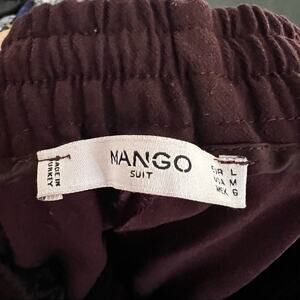 MADE IN
TURKEY
MANGO
SUIT
EUR L
USA M
MEX G